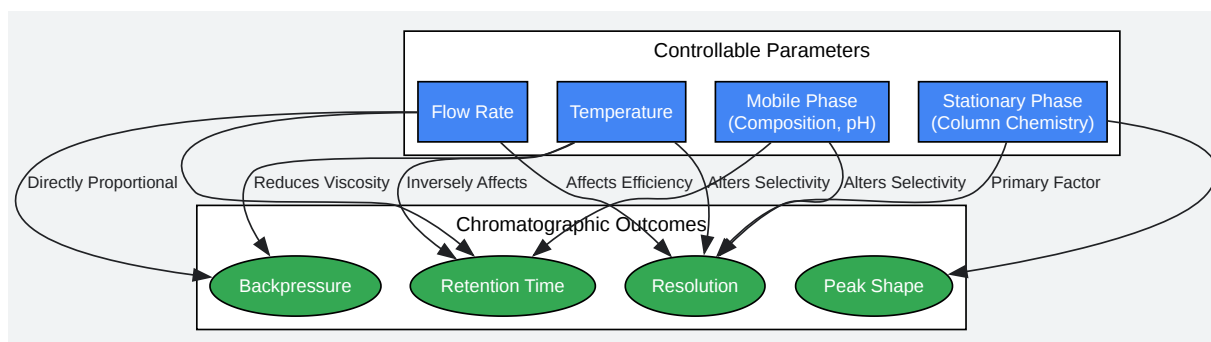 Controllable Parameters
Flow Rate
Temperature
Mobile Phase
(Composition, pH)
Stationary Phase
(Column Chemistry)
Directly Proportional
Reduces Viscosity
Inversely Affects
Affects Efficiency
Alters Selectivity
Alters Selectivity
Primary Factor
Chromatographic Outcomes
Backpressure
Retention Time
Resolution
Peak Shape